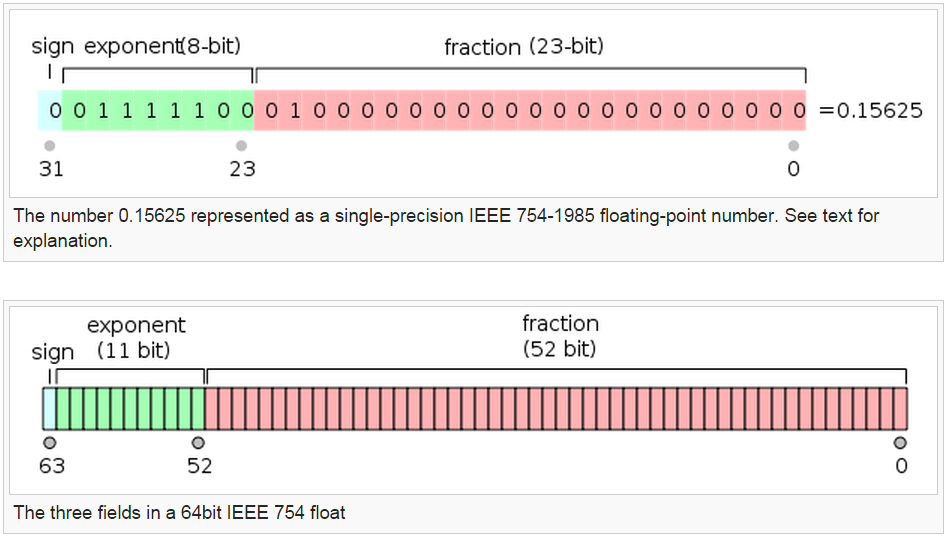 sign exponent(8-bit) fraction (23-bit)
0 0 1 1 1 1 1 0 0 0 1 0 0 0 0 0 0 0 0 0 0 0 0 0 0 0 0 0 0 0 0 0 =0.15625
31 23 0
The number 0.15625 represented as a single-precision IEEE 754-1985 floating-point number. See text for
explanation.
exponent fraction
sign (11 bit) (52 bit)
63 52 0
The three fields in a 64bit IEEE 754 float